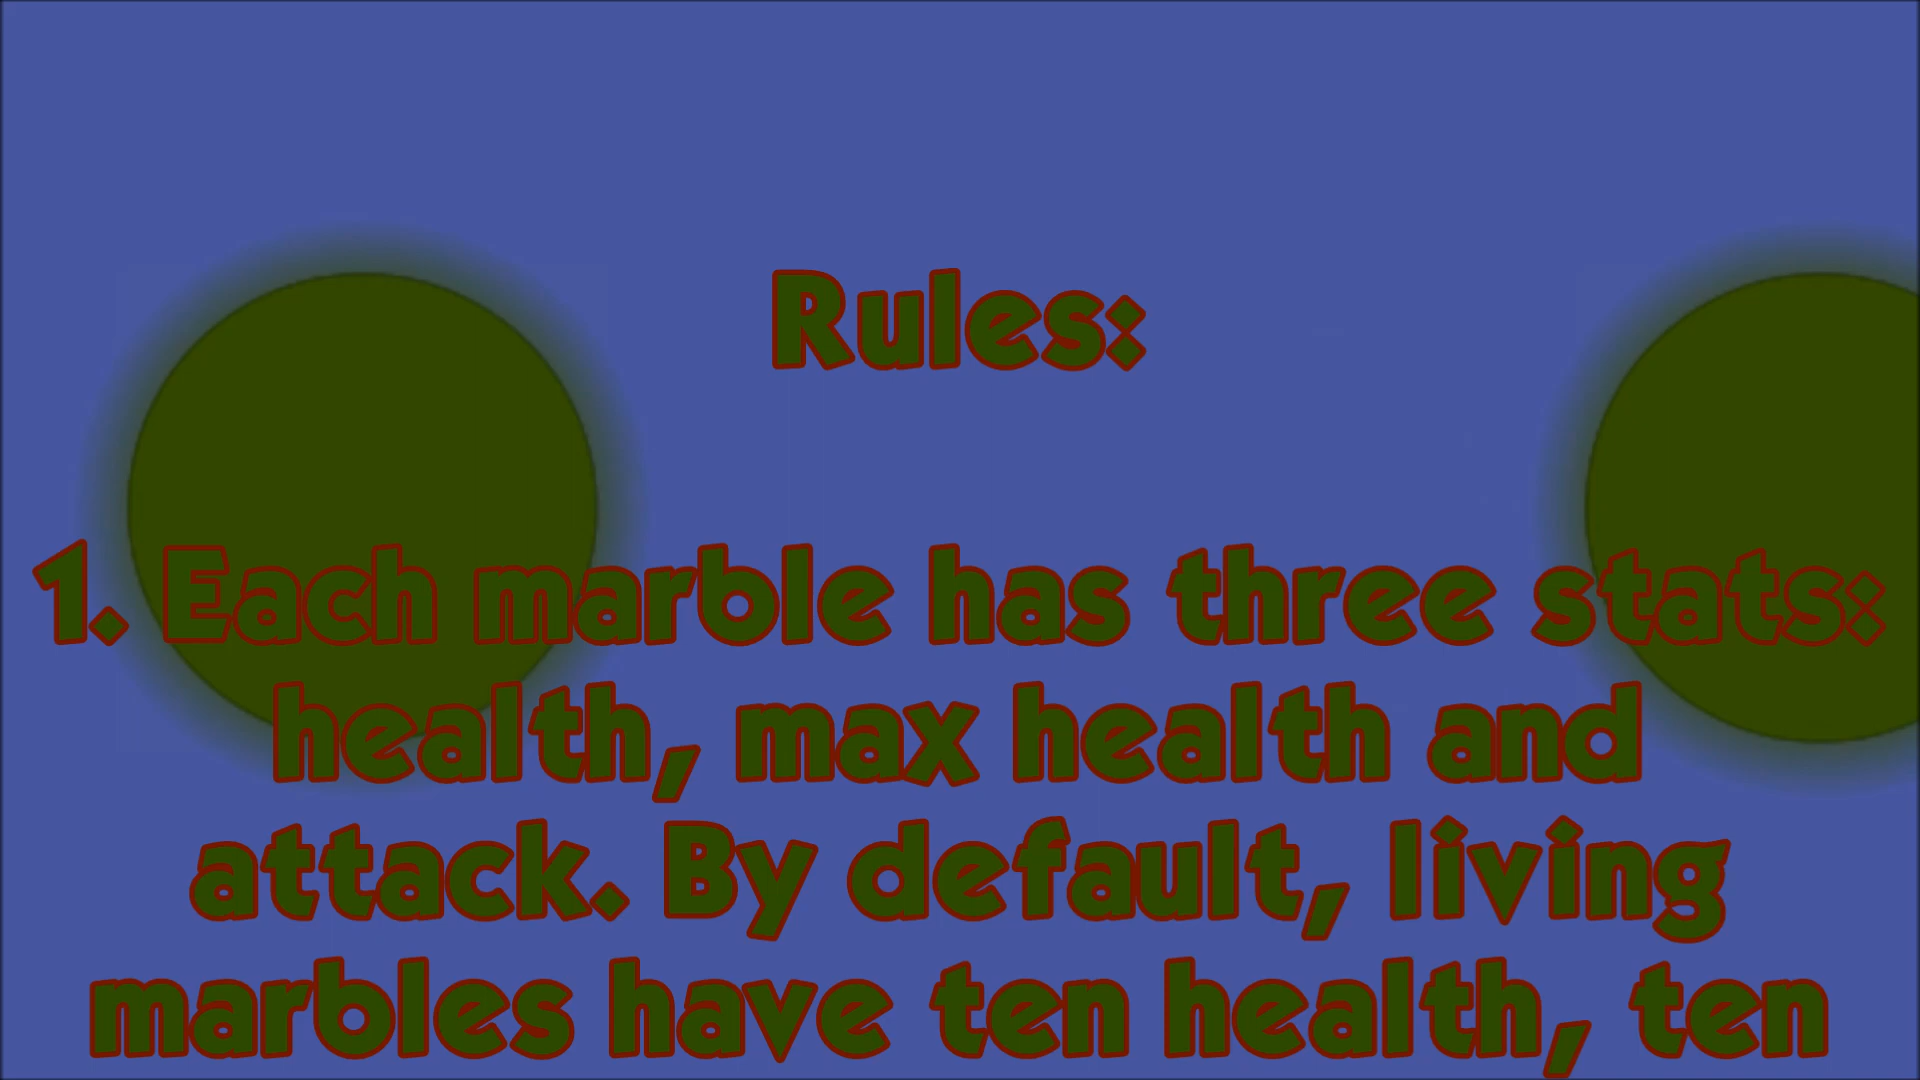 Rules:
1. Each marble has three stats:
health, max health and
attack. By default, living
marbles have ten health, ten